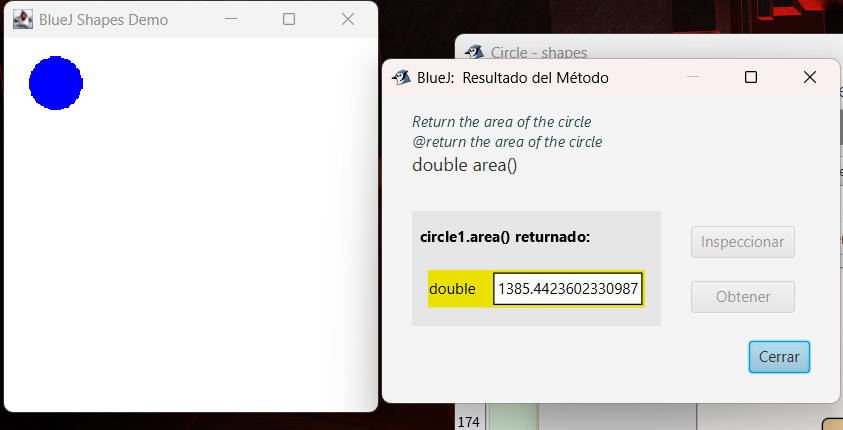 BlueJ Shapes Demo
Circle - shapes
BlueJ: Resultado del Método
Return the area of the circle
@return the area of the circle
double area()
circle1.area() returnado:
double 1385.4423602330987
Inspeccionar
Obtener
Cerrar
174